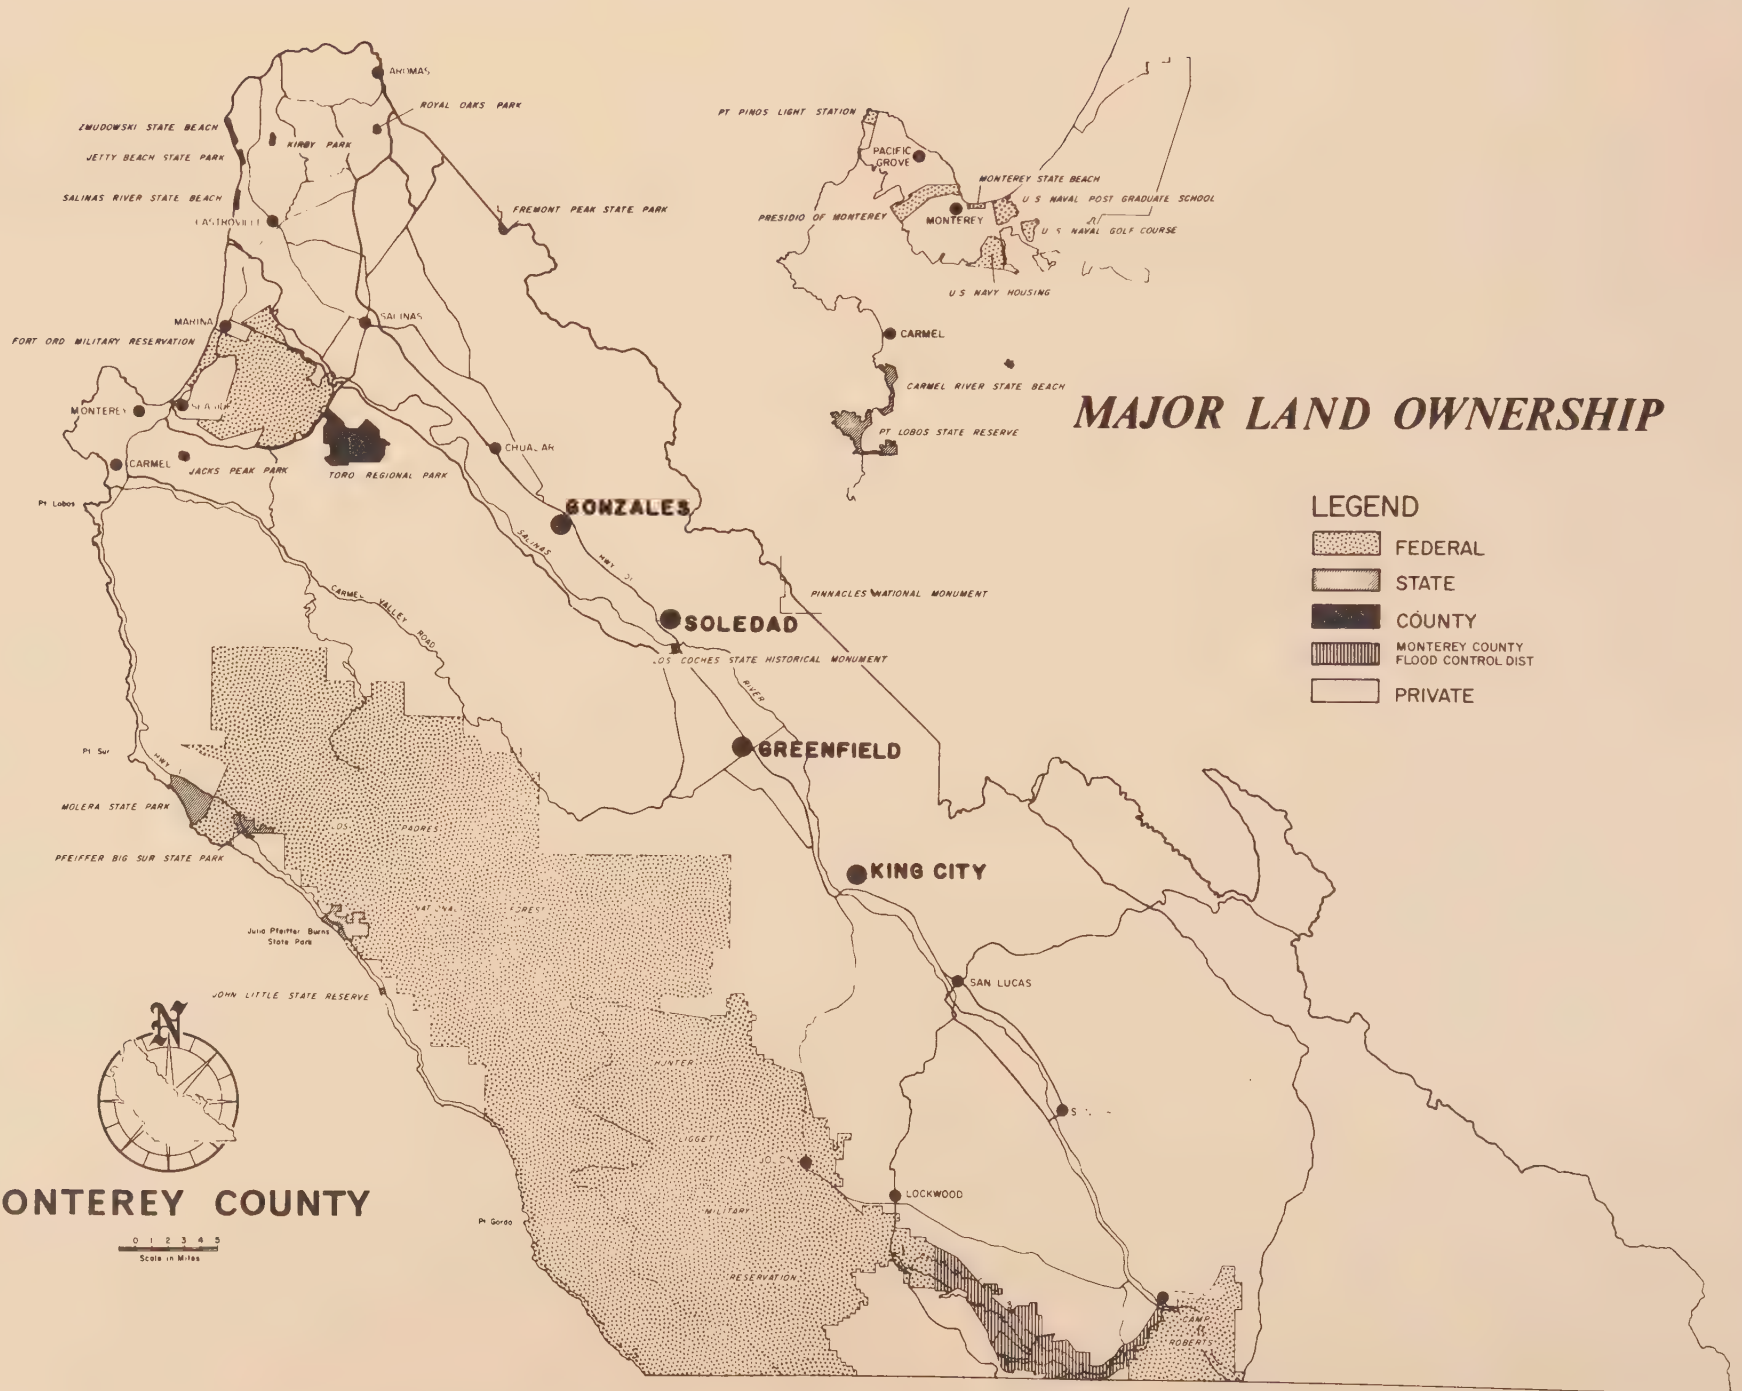 AROMAS
ROYAL OAKS PARK
ZMUDOWSKI STATE BEACH
KIRBY PARK
JETTY BEACH STATE PARK
SALINAS RIVER STATE BEACH
FREMONT PEAK STATE PARK
MARINA
SALINAS
FORT ORD MILITARY RESERVATION
MONTEREY
CARMEL
JACKS PEAK PARK
TORO REGIONAL PARK
Pt Lobos
GONZALES
SALINAS
HWY
CARMEL VALLEY ROAD
PINNACLES NATIONAL MONUMENT
SOLEDAD
COCHES STATE HISTORICAL MONUMENT
RIVER
GREENFIELD
Pt Sur
HWY 1
MOLERA STATE PARK
LOS PADRES
PFEIFFER BIG SUR STATE PARK
KING CITY
Julia Pfeiffer Burns
State Park
JOHN LITTLE STATE RESERVE
SAN LUCAS
HUNTER
LIGGETT
LOCKWOOD
MILITARY
Pt Gorda
RESERVATION
CAMP
ROBERTS
PT PINOS LIGHT STATION
PACIFIC
GROVE
MONTEREY STATE BEACH
U S NAVAL POST GRADUATE SCHOOL
PRESIDIO OF MONTEREY
MONTEREY
U S NAVAL GOLF COURSE
U S NAVY HOUSING
CARMEL
CARMEL RIVER STATE BEACH
PT LOBOS STATE RESERVE
MAJOR LAND OWNERSHIP
LEGEND
FEDERAL
STATE
COUNTY
MONTEREY COUNTY
FLOOD CONTROL DIST
PRIVATE
N
ONTEREY COUNTY
0 1 2 3 4 5
Scale in Miles